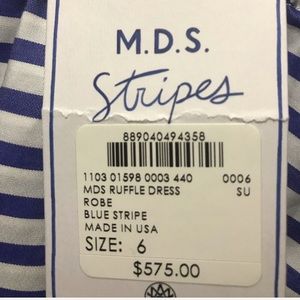 M.D.S.
Stripes
889040494358
1103 01598 0003 440 0006
MDS RUFFLE DRESS SU
ROBE
BLUE STRIPE
MADE IN USA
SIZE: 6
$575.00